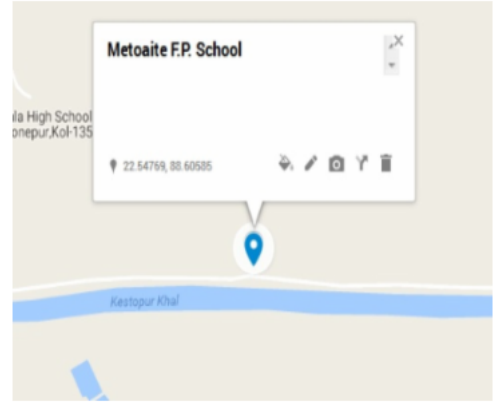 Metoaite F.P. School
la High School
onepur,Kol-135
22.54769, 88.60585
Kestopur Khal